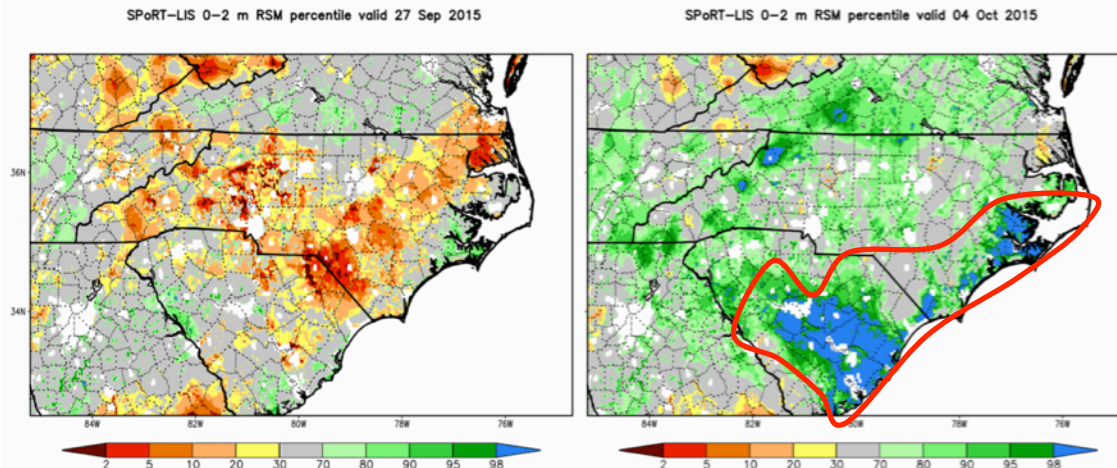 SPoRT-LIS 0-2 m RSM percentile valid 27 Sep 2015
36N
34N
84W 82W 80W 78W 76W
2 5 10 20 30 70 80 90 95 98
SPoRT-LIS 0-2 m RSM percentile valid 04 Oct 2015
84W 82W 80W 78W 76W
2 5 10 20 30 70 80 90 95 98